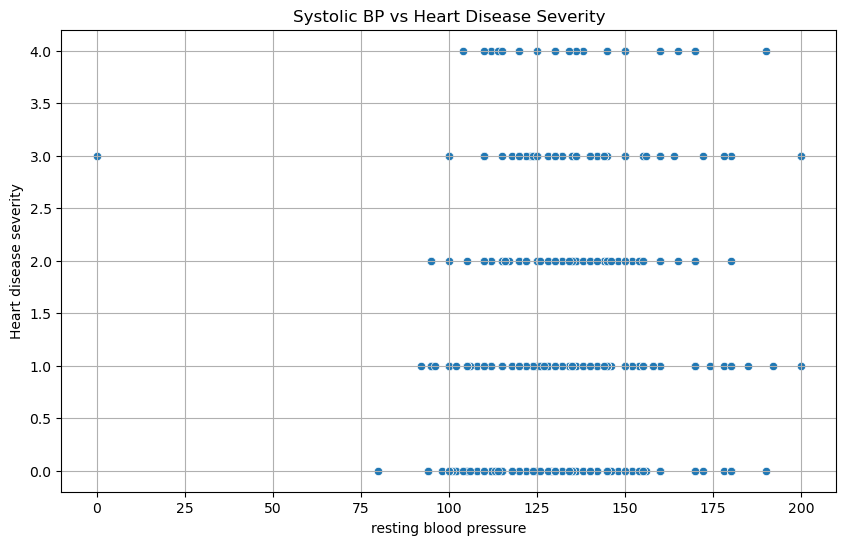 Systolic BP vs Heart Disease Severity
4.0
3.5
3.0
2.5
2.0
1.5
1.0
0.5
0.0
Heart disease severity
0 25 50 75 100 125 150 175 200
resting blood pressure